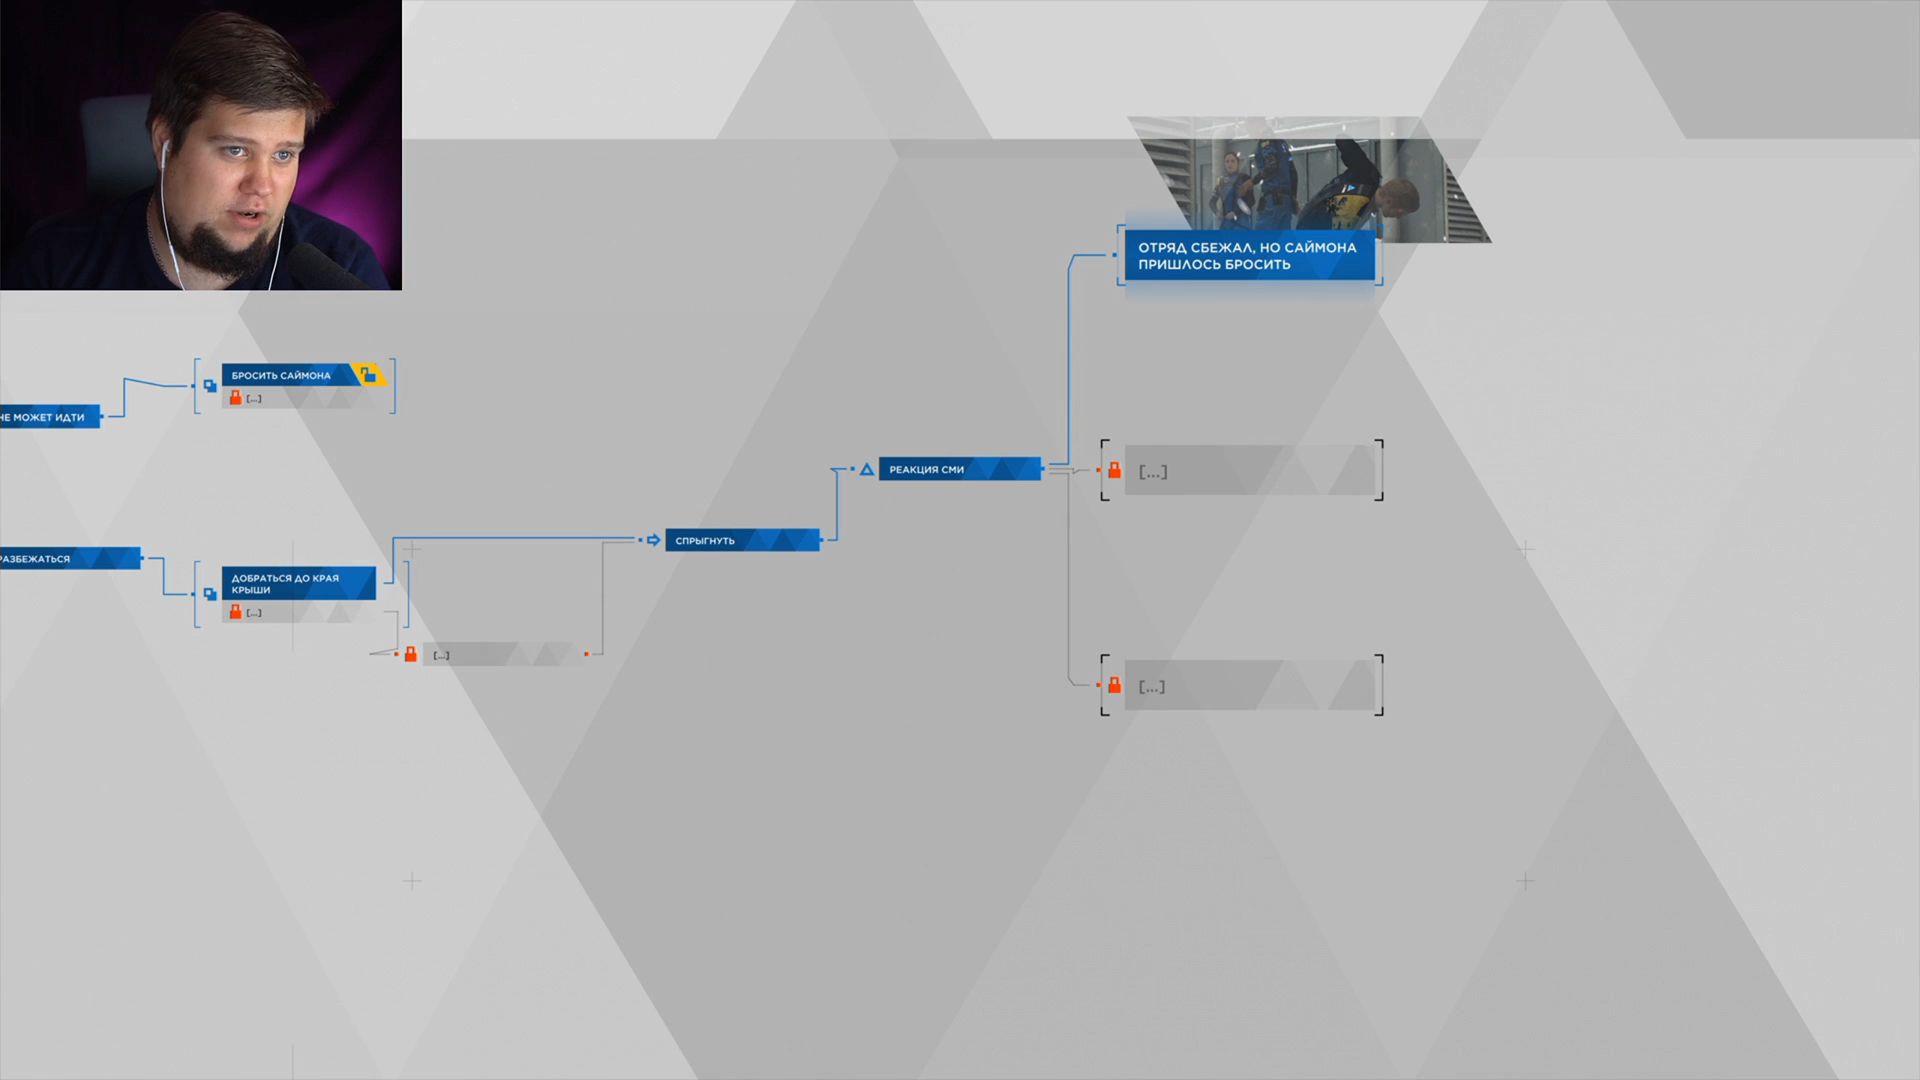 ОТРЯД СБЕЖАЛ, НО САЙМОНА
ПРИШЛОСЬ БРОСИТЬ
БРОСИТЬ САЙМОНА
[...]
НЕ МОЖЕТ ИДТИ
РЕАКЦИЯ СМИ
[...]
СПРЫГНУТЬ
РАЗБЕЖАТЬСЯ
ДОБРАТЬСЯ ДО КРАЯ
КРЫШИ
[...]
[...]
[...]